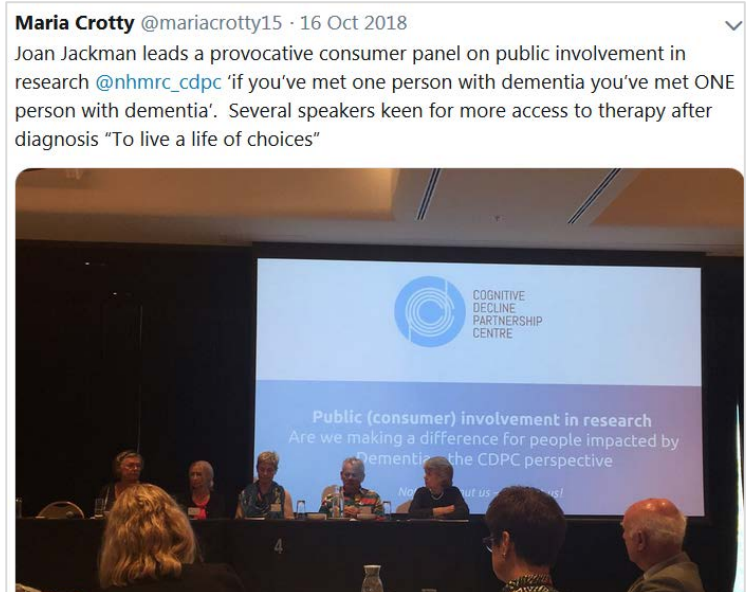 Maria Crotty @mariacrotty15 · 16 Oct 2018
Joan Jackman leads a provocative consumer panel on public involvement in
research @nhmrc_cdpc ‘if you've met one person with dementia you've met ONE
person with dementia’.  Several speakers keen for more access to therapy after
diagnosis “To live a life of choices”
COGNITIVE
DECLINE
PARTNERSHIP
CENTRE
Public (consumer) involvement in research
Are we making a difference for people impacted by
Dementia the CDPC perspective
us!
4